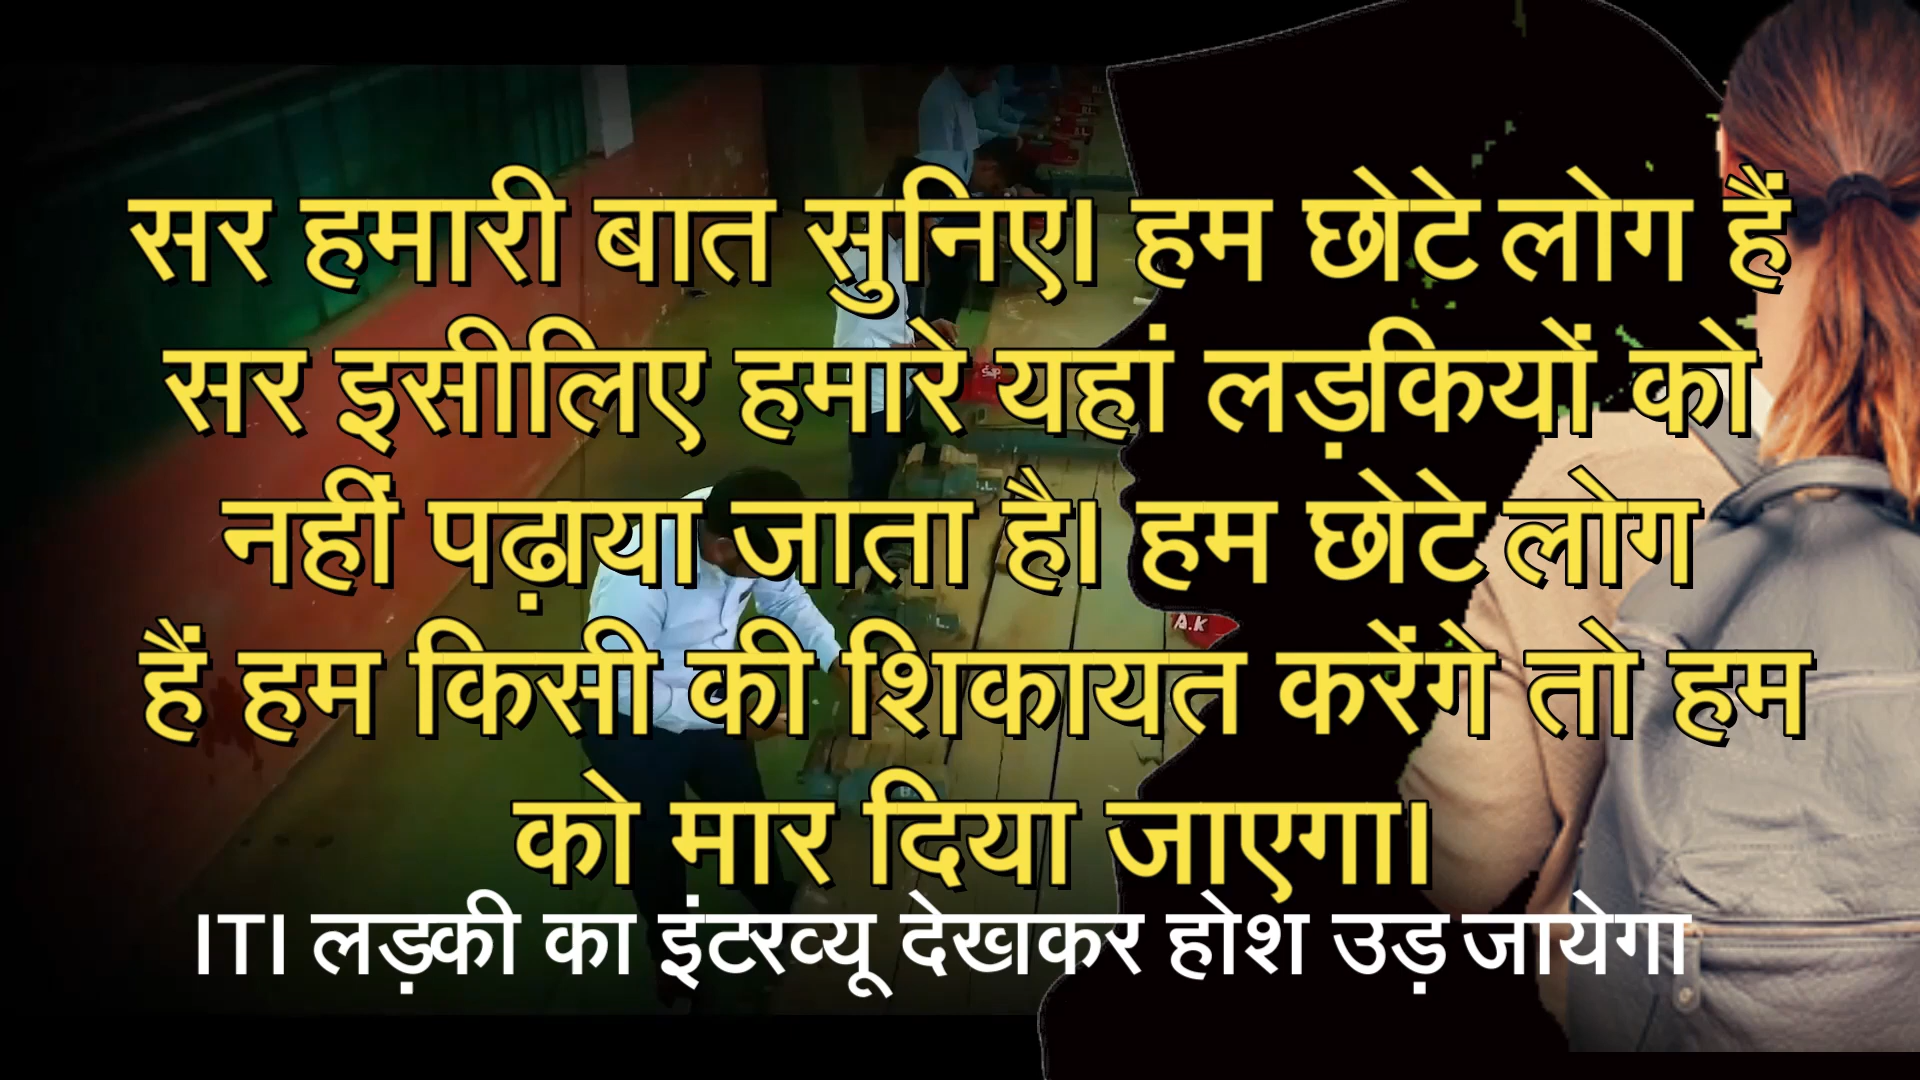 सर हमारी बात सुनिए। हम छोटे लोग हैं
सर इसीलिए हमारे यहां लड़कियों को
नहीं पढ़ाया जाता है। हम छोटे लोग
हैं हम किसी की शिकायत करेंगे तो हम
को मार दिया जाएगा।
ITI लड़की का इंटरव्यू देखकर होश उड़ जायेगा
A.K